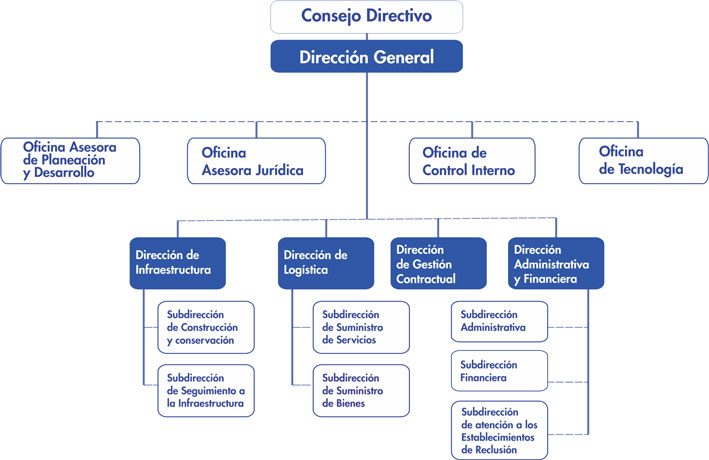 Consejo Directivo
Dirección General
Oficina Asesora
de Planeación
y Desarrollo
Oficina
Asesora Jurídica
Oficina de
Control Interno
Oficina
de Tecnología
Dirección de
Infraestructura
Dirección de
Logística
Dirección
de Gestión
Contractual
Dirección
Administrativa
y Financiera
Subdirección
de Construcción
y conservación
Subdirección
de Suministro
de Servicios
Subdirección
Administrativa
Subdirección
de Seguimiento a
la Infraestructura
Subdirección
de Suministro
de Bienes
Subdirección
Financiera
Subdirección
de atención a los
Establecimientos
de Reclusión